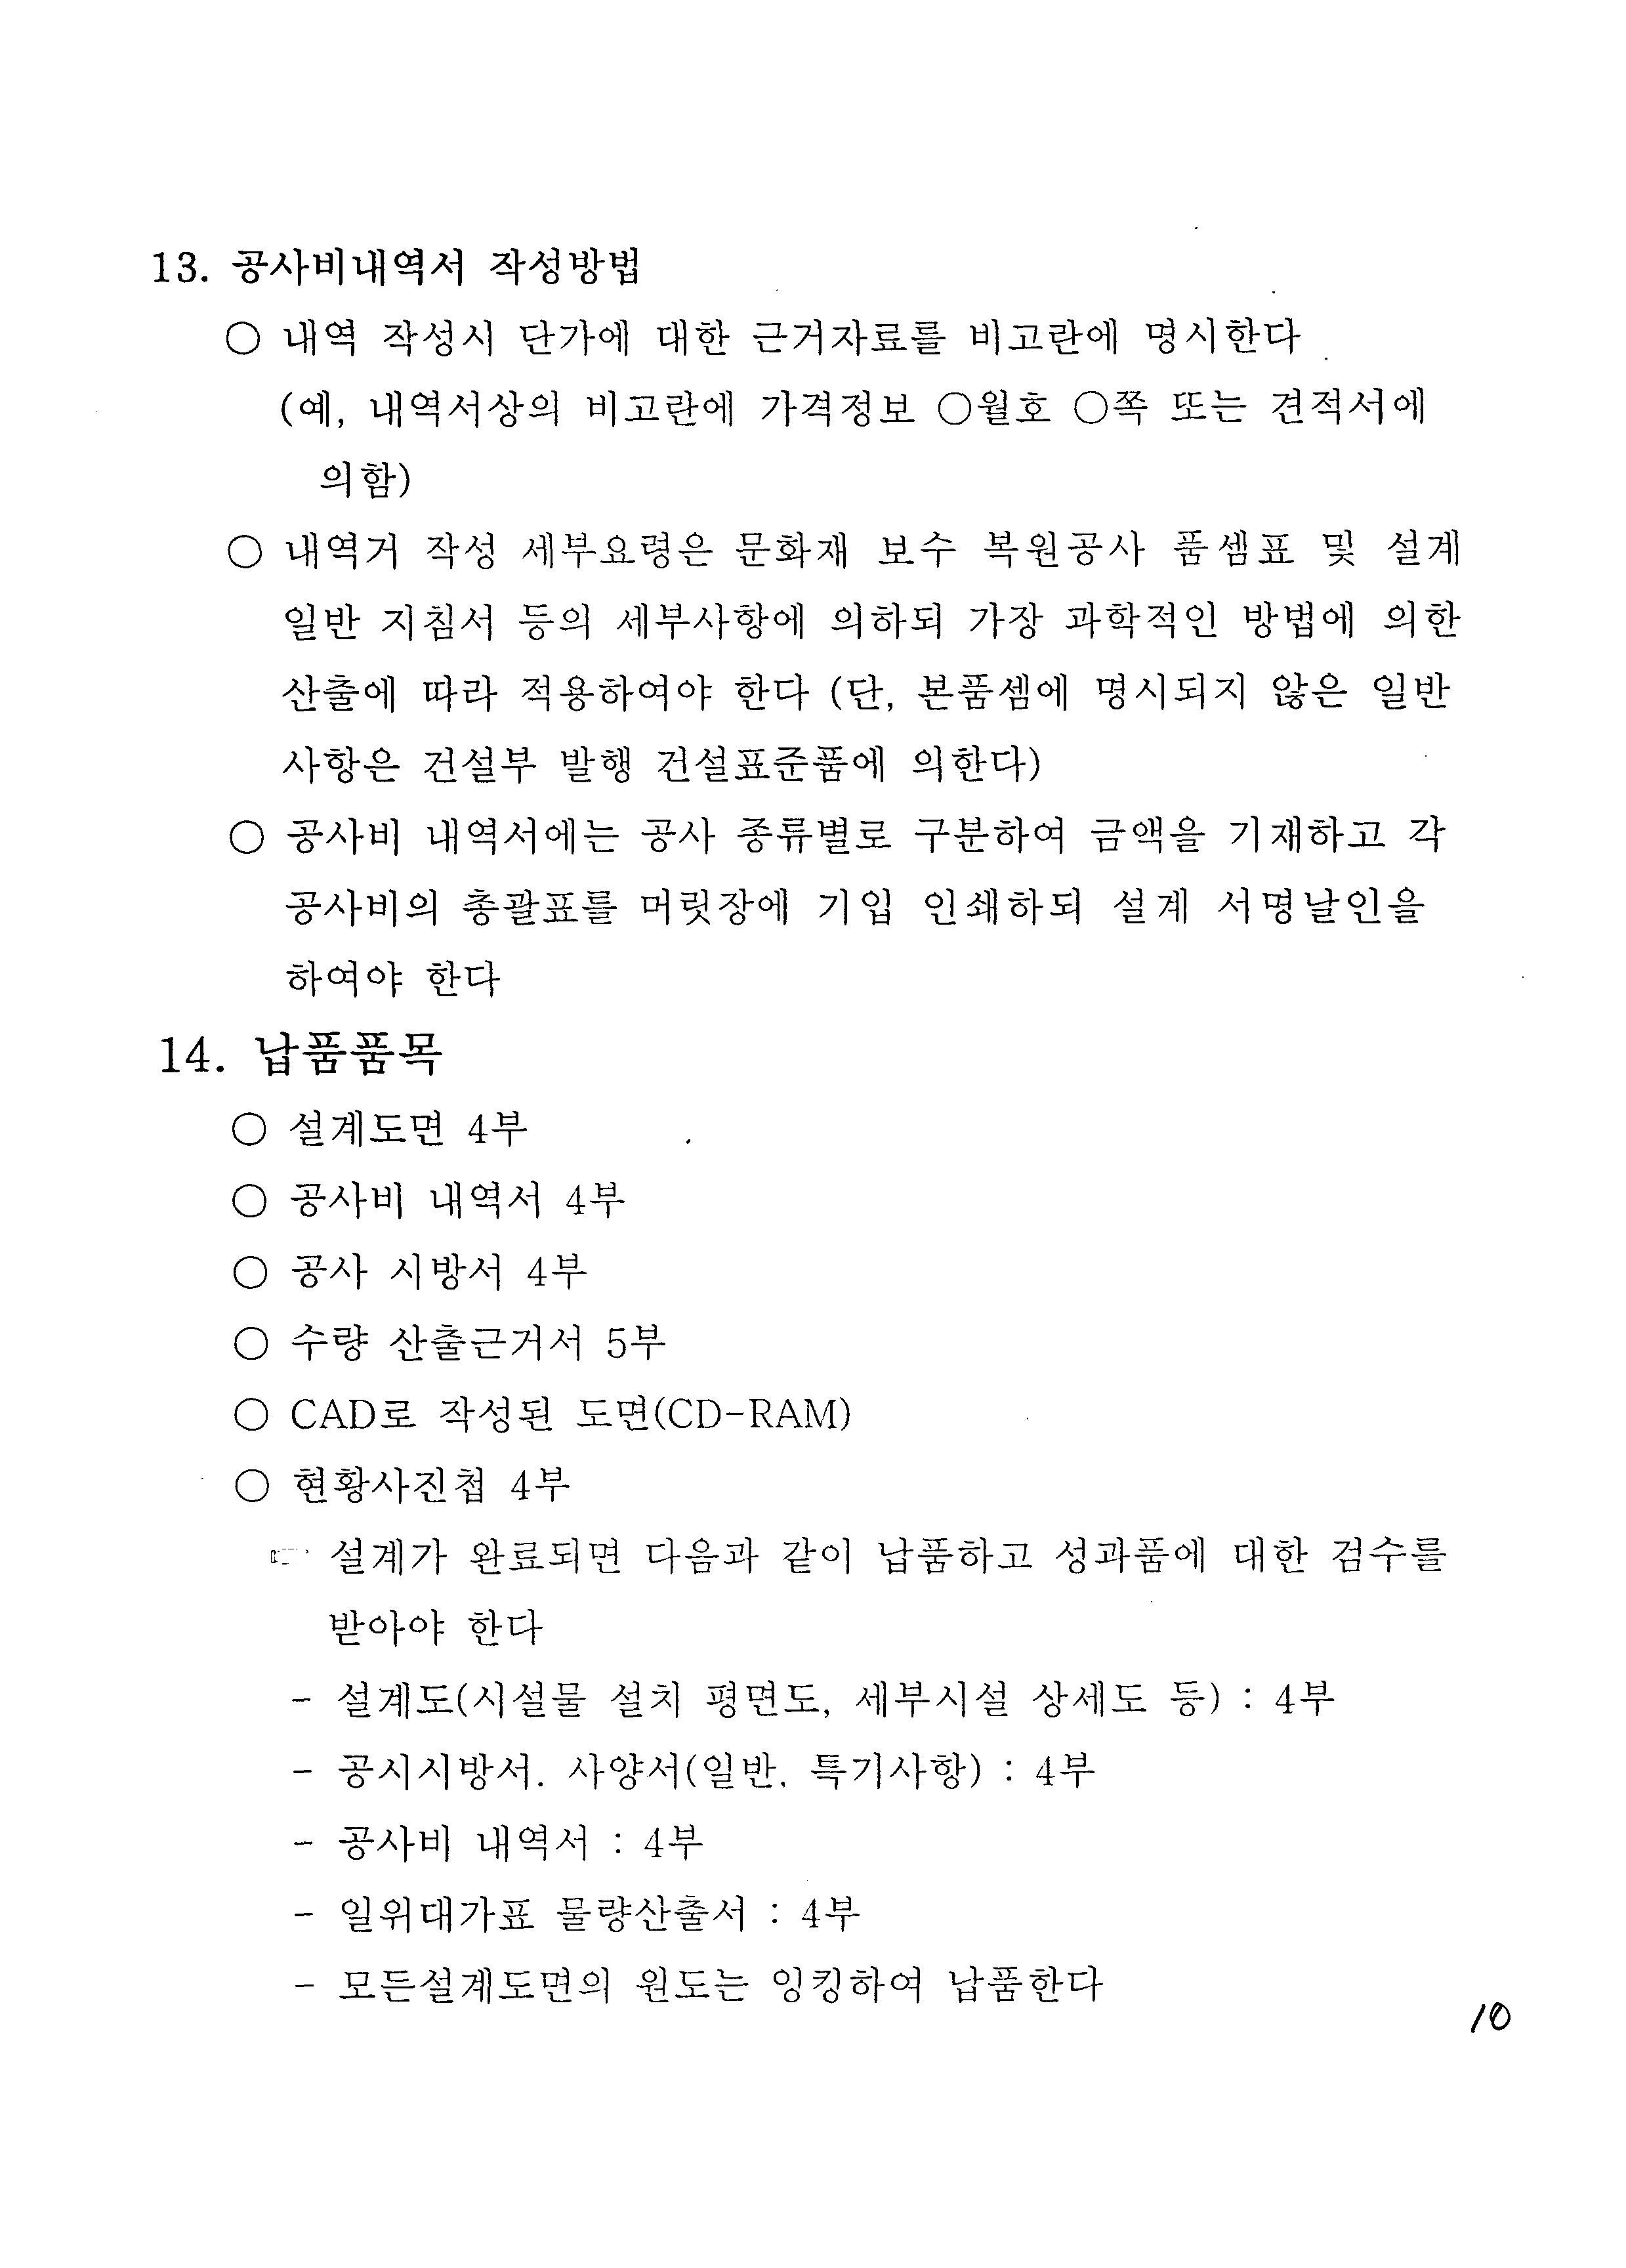 13. 공사비내역서 작성방법
○ 내역 작성시 단가에 대한 근거자료를 비고란에 명시한다
(예, 내역서상의 비고란에 가격정보 ○월호 ○쪽 또는 견적서에
의함)
○ 내역거 작성 세부요령은 문화재 보수 복원공사 품셈표 및 설계
일반 지침서 등의 세부사항에 의하되 가장 과학적인 방법에 의한
산출에 따라 적용하여야 한다 (단, 본품셈에 명시되지 않은 일반
사항은 건설부 발행 건설표준품에 의한다)
○ 공사비 내역서에는 공사 종류별로 구분하여 금액을 기재하고 각
공사비의 총괄표를 머릿장에 기입 인쇄하되 설계 서명날인을
하여야 한다
14. 납품품목
○ 설계도면 4부
○ 공사비 내역서 4부
○ 공사 시방서 4부
○ 수량 산출근거서 5부
○ CAD로 작성된 도면(CD-RAM)
○ 현황사진첩 4부
☞ 설계가 완료되면 다음과 같이 납품하고 성과품에 대한 검수를
받아야 한다
- 설계도(시설물 설치 평면도, 세부시설 상세도 등) : 4부
- 공시시방서. 사양서(일반, 특기사항) : 4부
- 공사비 내역서 : 4부
- 일위대가표 물량산출서 : 4부
- 모든설계도면의 원도는 잉킹하여 납품한다
10